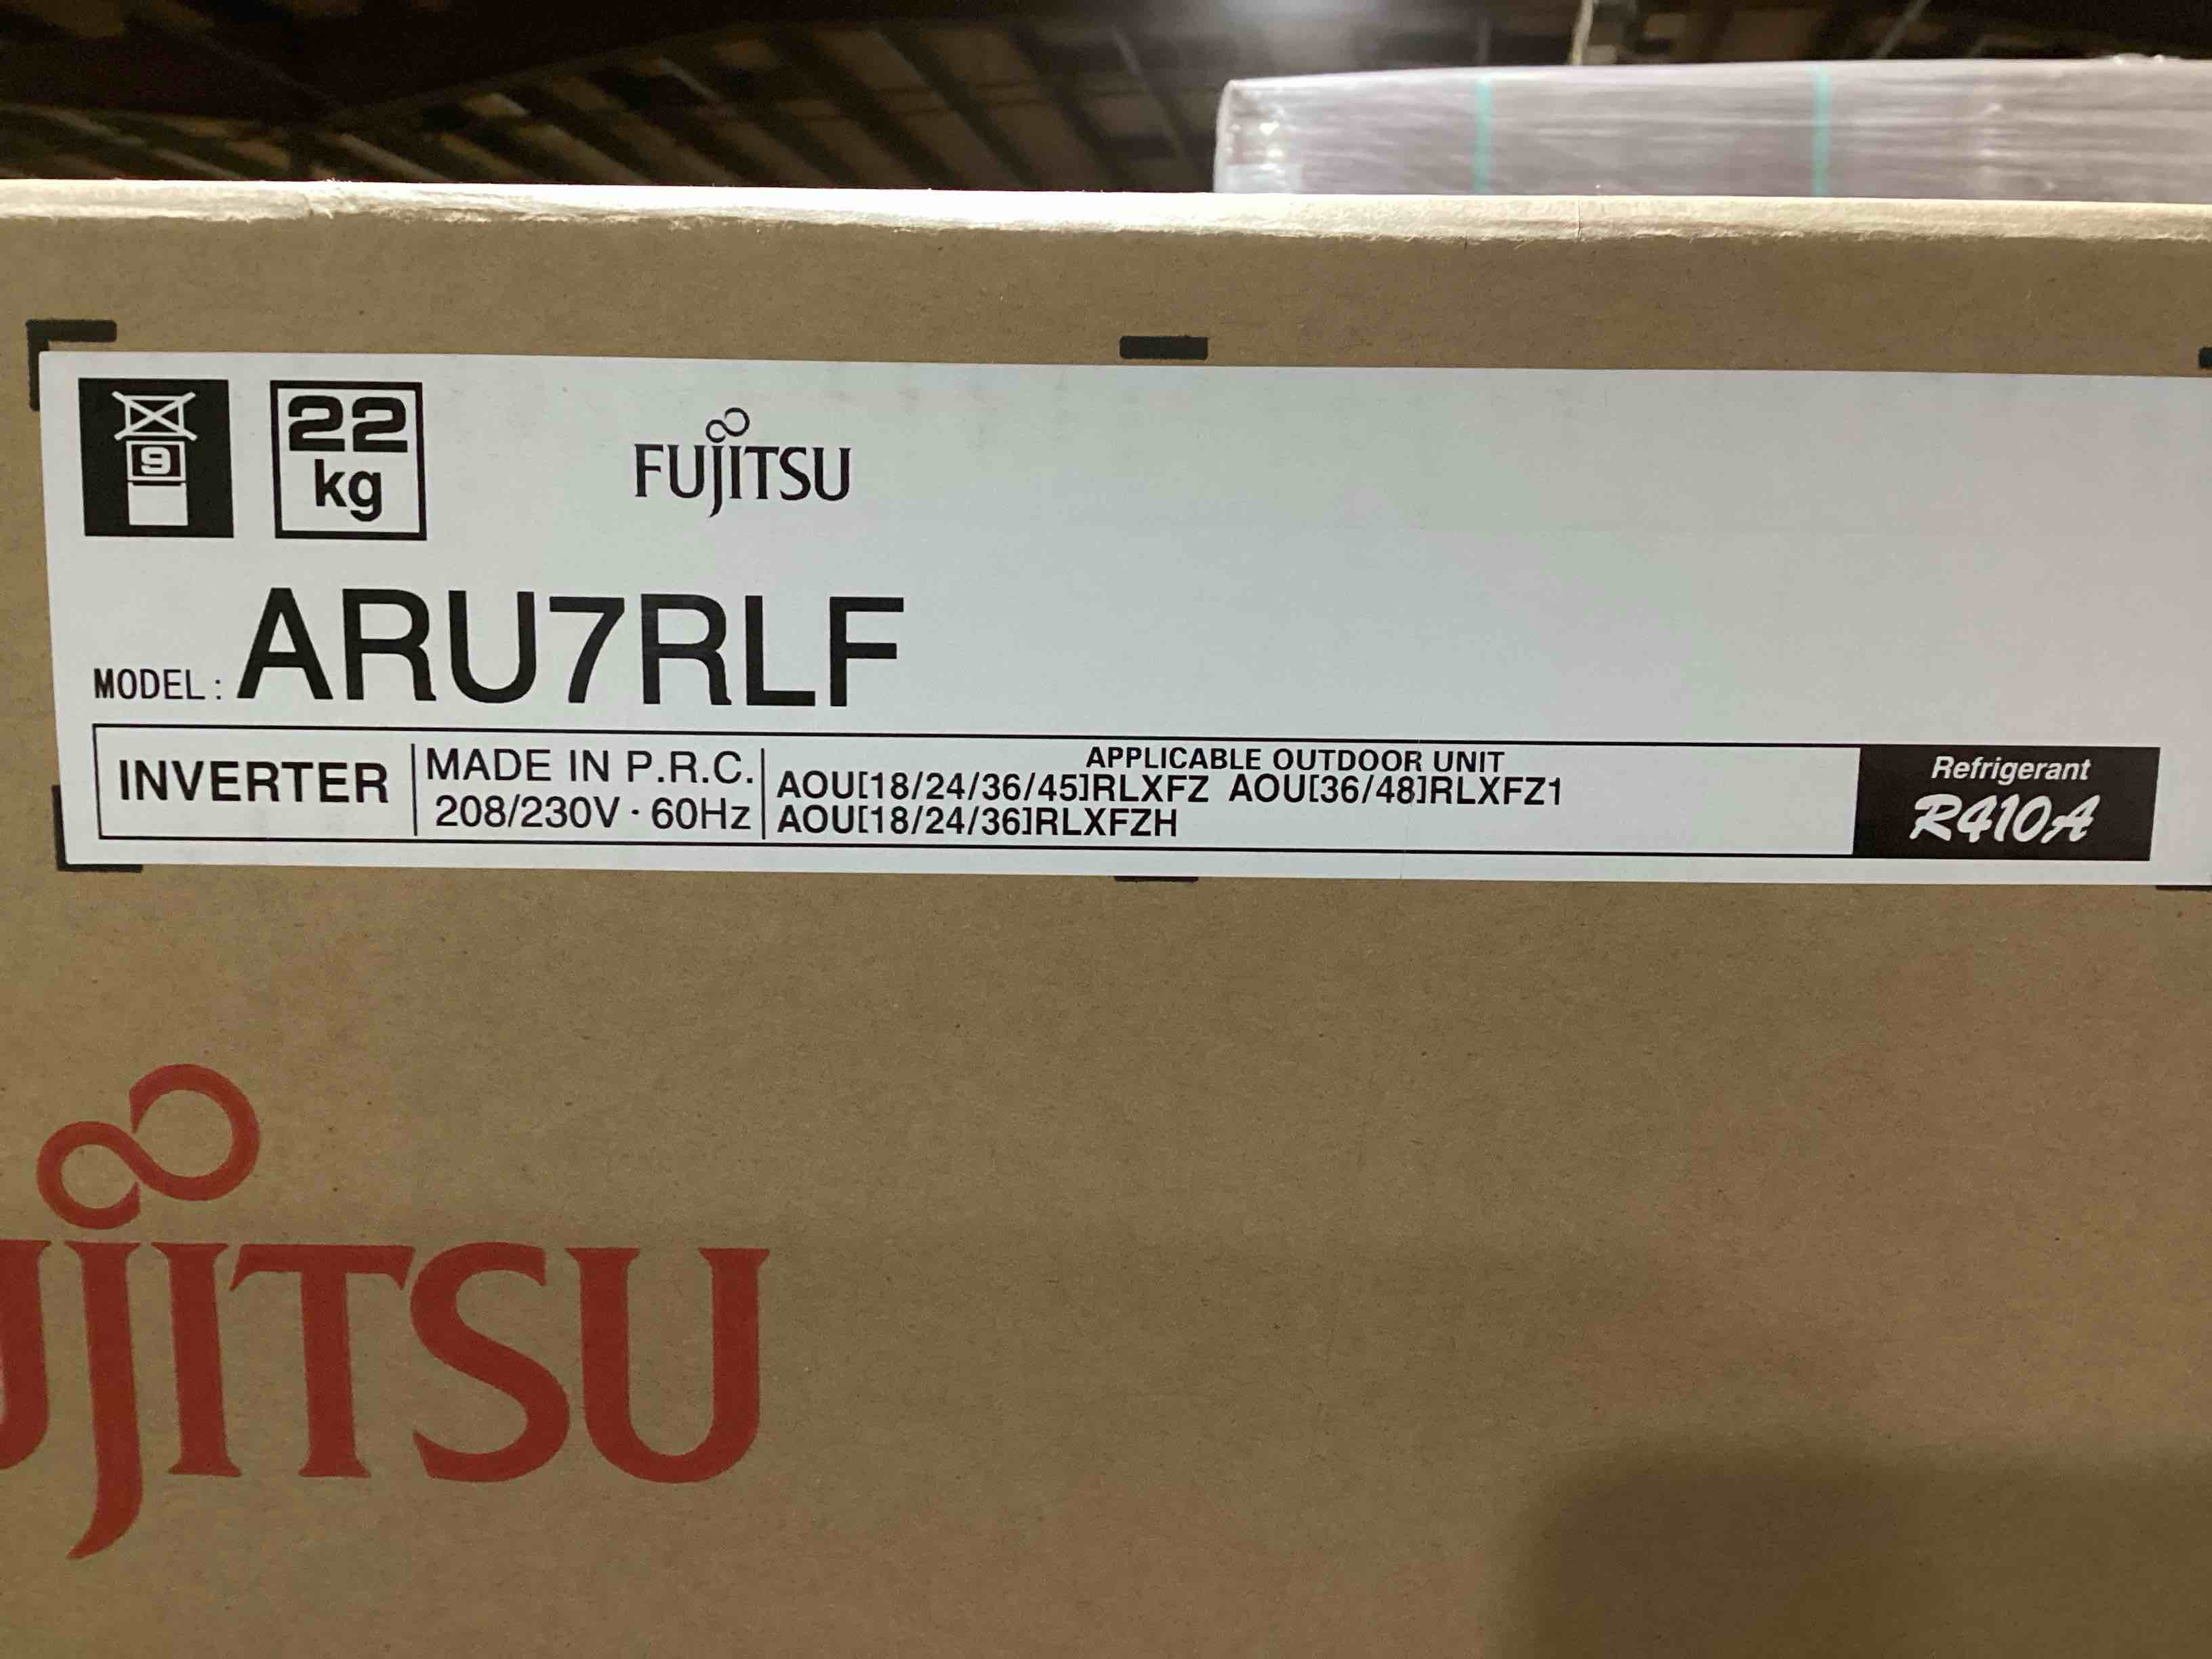 9
22
kg
FUJITSU
MODEL: ARU7RLF
INVERTER
MADE IN P.R.C.
208/230V · 60Hz
APPLICABLE OUTDOOR UNIT
AOU[18/24/36/45]RLXFZ AOU[36/48]RLXFZ1
AOU[18/24/36]RLXFZH
Refrigerant
R410A
UJITSU